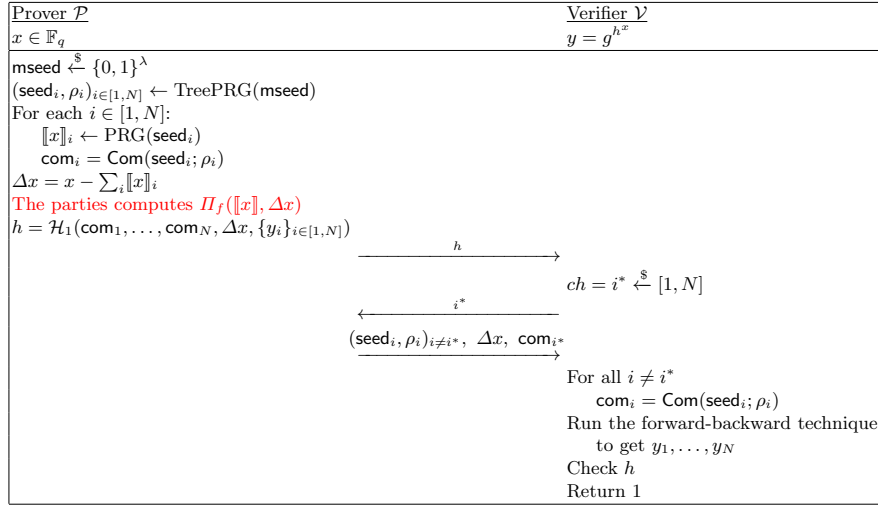 Prover 𝒫 Verifier 𝒱
x ∈ 𝔽_q y = g^{h^x}
mseed ←$ {0, 1}^λ
(seed_i, ρ_i)_{i∈[1,N]} ← TreePRG(mseed)
For each i ∈ [1, N]:
⟦x⟧_i ← PRG(seed_i)
com_i = Com(seed_i; ρ_i)
Δx = x − ∑_i ⟦x⟧_i
The parties computes Π_f(⟦x⟧, Δx)
h = ℋ_1(com_1, . . . , com_N, Δx, {y_i}_{i∈[1,N]})
h
ch = i* ←$ [1, N]
i*
(seed_i, ρ_i)_{i≠i*}, Δx, com_{i*}
For all i ≠ i*
com_i = Com(seed_i; ρ_i)
Run the forward-backward technique
to get y_1, . . . , y_N
Check h
Return 1